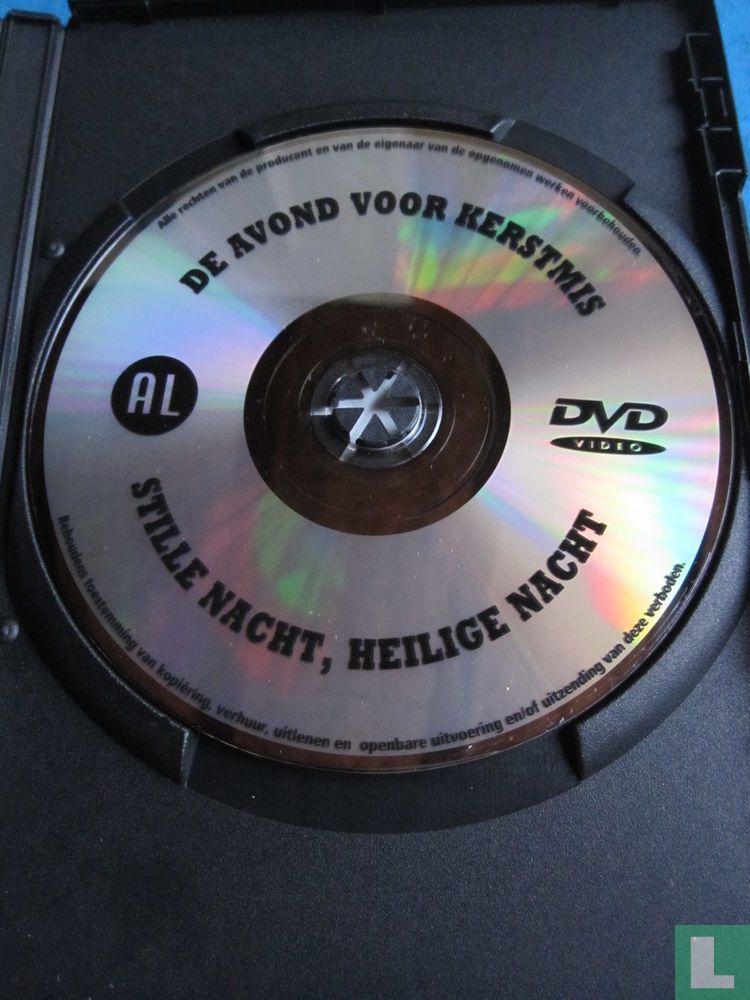 Alle rechten van de producent en van de eigenaar van de opgenomen werken voorbehouden.
DE AVOND VOOR KERSTMIS
AL
DVD
VIDEO
STILLE NACHT, HEILIGE NACHT
Behoudens toestemming van kopiëring, verhuur, uitlenen en openbare uitvoering en/of uitzending van deze verboden.
L